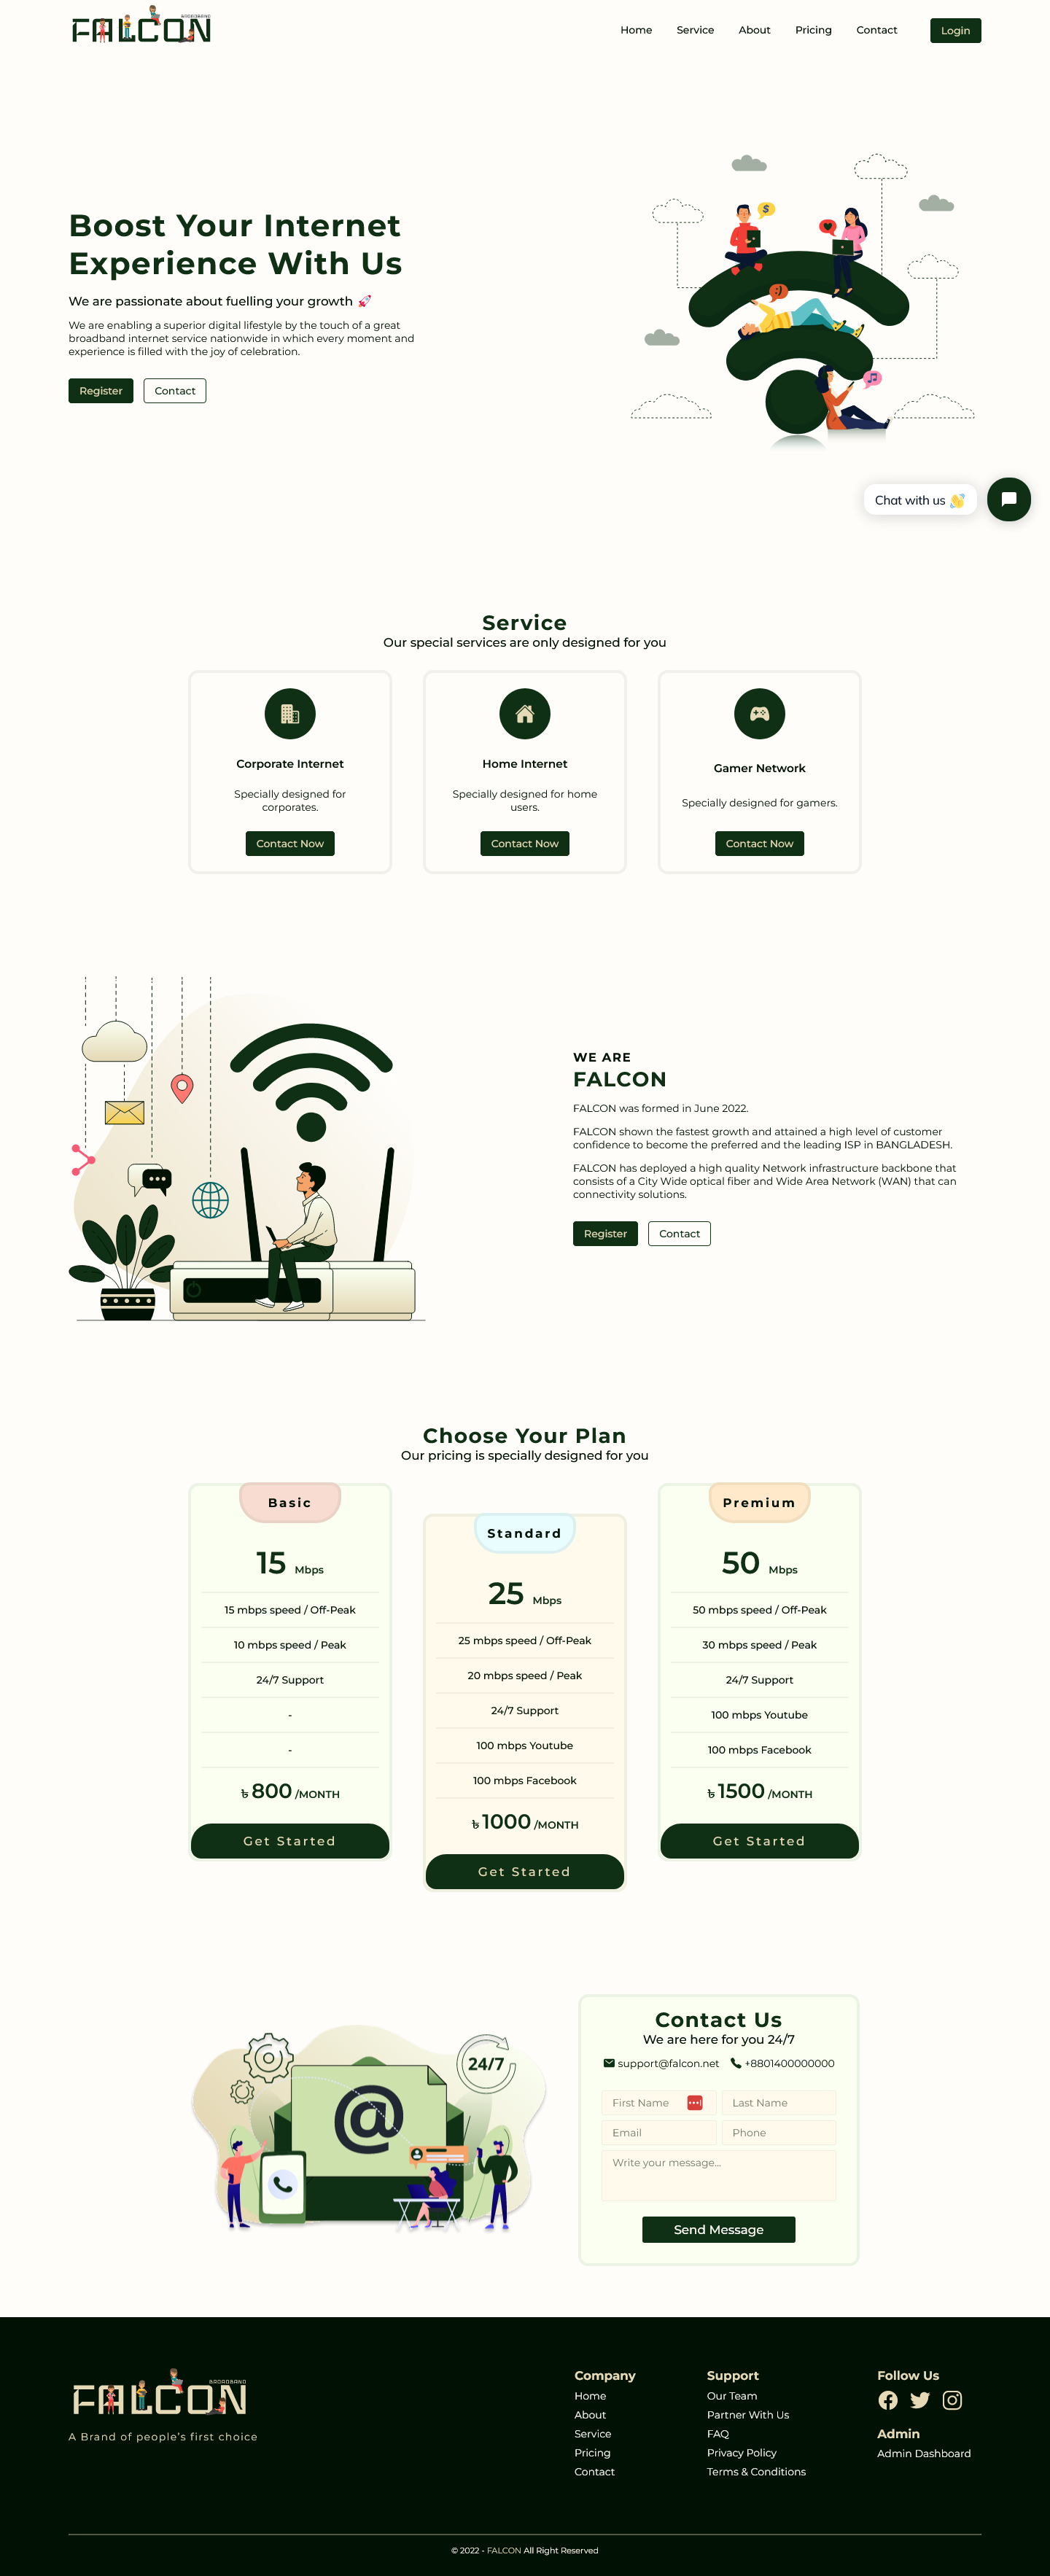 FALCON
BROADBAND
Home
Service
About
Pricing
Contact
Login
Boost Your Internet
Experience With Us
We are passionate about fuelling your growth 🚀
We are enabling a superior digital lifestyle by the touch of a great
broadband internet service nationwide in which every moment and
experience is filled with the joy of celebration.
Register
Contact
$
:)
Chat with us 👋
Service
Our special services are only designed for you
Corporate Internet
Specially designed for
corporates.
Contact Now
Home Internet
Specially designed for home
users.
Contact Now
Gamer Network
Specially designed for gamers.
Contact Now
WE ARE
FALCON
FALCON was formed in June 2022.
FALCON shown the fastest growth and attained a high level of customer
confidence to become the preferred and the leading ISP in BANGLADESH.
FALCON has deployed a high quality Network infrastructure backbone that
consists of a City Wide optical fiber and Wide Area Network (WAN) that can
connectivity solutions.
Register
Contact
Choose Your Plan
Our pricing is specially designed for you
Basic
15 Mbps
15 mbps speed / Off-Peak
10 mbps speed / Peak
24/7 Support
-
-
৳ 800 /MONTH
Get Started
Standard
25 Mbps
25 mbps speed / Off-Peak
20 mbps speed / Peak
24/7 Support
100 mbps Youtube
100 mbps Facebook
৳ 1000 /MONTH
Get Started
Premium
50 Mbps
50 mbps speed / Off-Peak
30 mbps speed / Peak
24/7 Support
100 mbps Youtube
100 mbps Facebook
৳ 1500 /MONTH
Get Started
24/7
@
Contact Us
We are here for you 24/7
support@falcon.net
+8801400000000
First Name
Last Name
Email
Phone
Write your message...
Send Message
FALCON
BROADBAND
A Brand of people's first choice
Company
Home
About
Service
Pricing
Contact
Support
Our Team
Partner With Us
FAQ
Privacy Policy
Terms & Conditions
Follow Us
Admin
Admin Dashboard
© 2022 - FALCON All Right Reserved